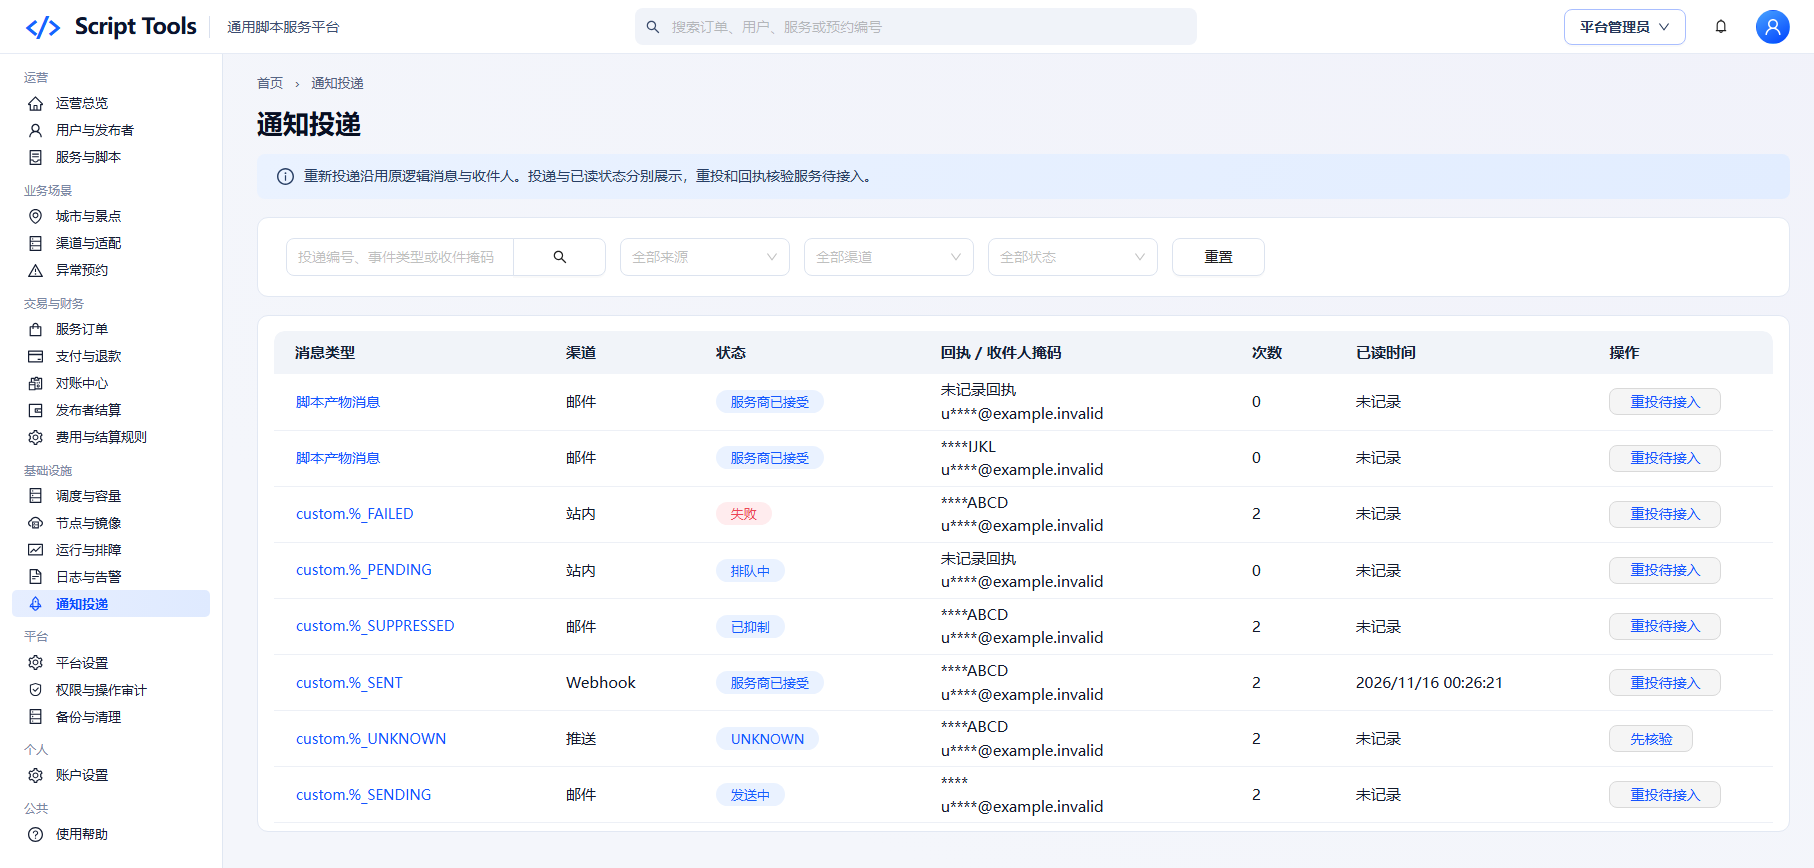 Script Tools
通用脚本服务平台
搜索订单、用户、服务或预约编号
平台管理员
运营
运营总览
用户与发布者
服务与脚本
业务场景
城市与景点
渠道与适配
异常预约
交易与财务
服务订单
支付与退款
对账中心
发布者结算
费用与结算规则
基础设施
调度与容量
节点与镜像
运行与排障
日志与告警
通知投递
平台
平台设置
权限与操作审计
备份与清理
个人
账户设置
公共
使用帮助
首页 › 通知投递
通知投递
重新投递沿用原逻辑消息与收件人。投递与已读状态分别展示，重投和回执核验服务待接入。
投递编号、事件类型或收件掩码
全部来源
全部渠道
全部状态
重置
消息类型 渠道 状态 回执 / 收件人掩码 次数 已读时间 操作
脚本产物消息 邮件 服务商已接受 未记录回执 0 未记录 重投待接入
u****@example.invalid
脚本产物消息 邮件 服务商已接受 ****IJKL 0 未记录 重投待接入
u****@example.invalid
custom.%_FAILED 站内 失败 ****ABCD 2 未记录 重投待接入
u****@example.invalid
custom.%_PENDING 站内 排队中 未记录回执 0 未记录 重投待接入
u****@example.invalid
custom.%_SUPPRESSED 邮件 已抑制 ****ABCD 2 未记录 重投待接入
u****@example.invalid
custom.%_SENT Webhook 服务商已接受 ****ABCD 2 2026/11/16 00:26:21 重投待接入
u****@example.invalid
custom.%_UNKNOWN 推送 UNKNOWN ****ABCD 2 未记录 先核验
u****@example.invalid
custom.%_SENDING 邮件 发送中 **** 2 未记录 重投待接入
u****@example.invalid